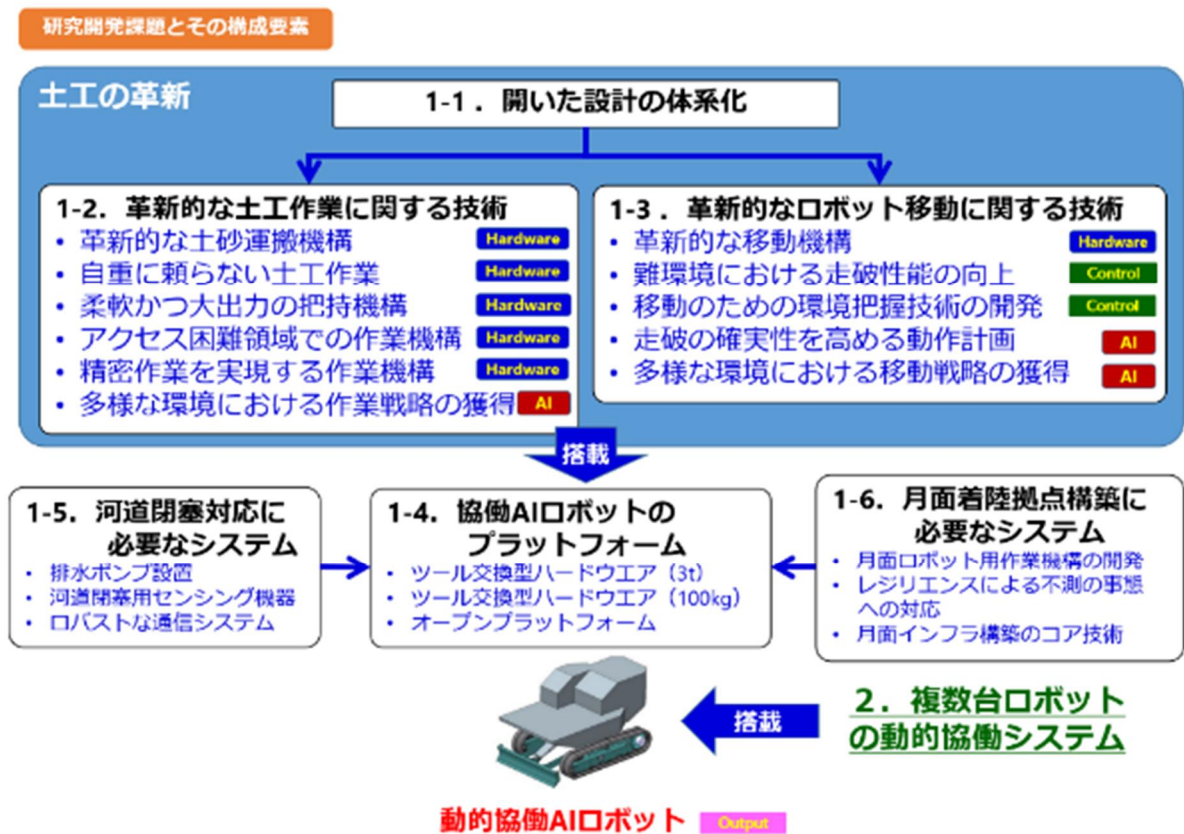 研究開発課題とその構成要素
土工の革新
1-1．開いた設計の体系化
1-2．革新的な土工作業に関する技術
• 革新的な土砂運搬機構 Hardware
• 自重に頼らない土工作業 Hardware
• 柔軟かつ大出力の把持機構 Hardware
• アクセス困難領域での作業機構 Hardware
• 精密作業を実現する作業機構 Hardware
• 多様な環境における作業戦略の獲得 AI
1-3．革新的なロボット移動に関する技術
• 革新的な移動機構 Hardware
• 難環境における走破性能の向上 Control
• 移動のための環境把握技術の開発 Control
• 走破の確実性を高める動作計画 AI
• 多様な環境における移動戦略の獲得 AI
搭載
1-5．河道閉塞対応に
必要なシステム
• 排水ポンプ設置
• 河道閉塞用センシング機器
• ロバストな通信システム
1-4．協働AIロボットの
プラットフォーム
• ツール交換型ハードウエア（3t）
• ツール交換型ハードウエア（100kg）
• オープンプラットフォーム
1-6．月面着陸拠点構築に
必要なシステム
• 月面ロボット用作業機構の開発
• レジリエンスによる不測の事態
への対応
• 月面インフラ構築のコア技術
搭載
2．複数台ロボット
の動的協働システム
動的協働AIロボット Output